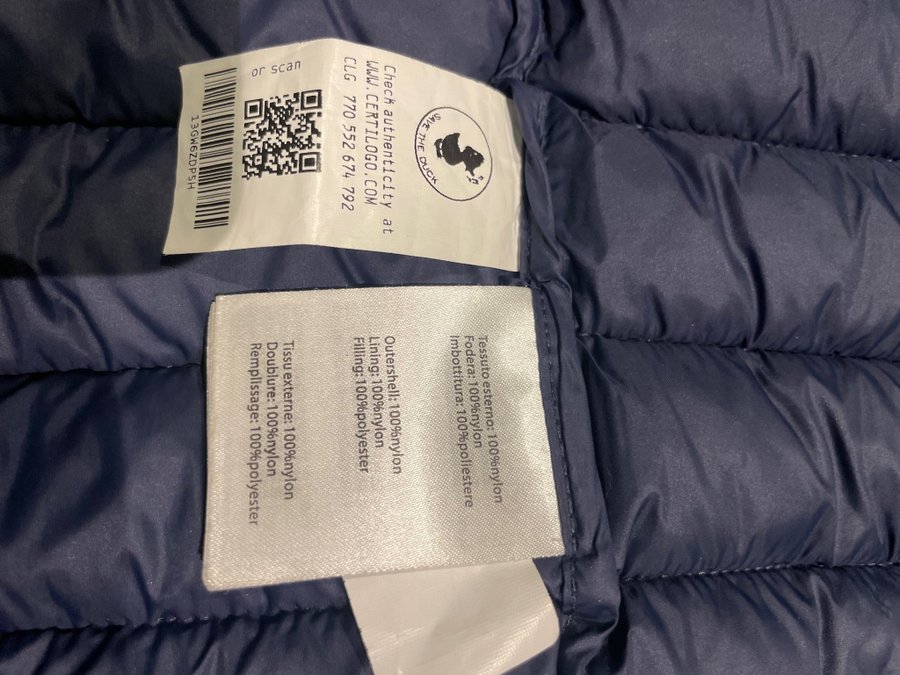 SAVE THE DUCK
Check authenticity at
WWW.CERTILOGO.COM
CLG 770 552 674 792
or scan
13GW6ZDPSH
Tessuto esterno: 100%nylon
Fodera: 100%nylon
Imbottitura: 100%poliestere
Outershell: 100%nylon
Lining: 100%nylon
Filling: 100%polyester
Tissu externe: 100%nylon
Doublure: 100%nylon
Remplissage: 100%polyester